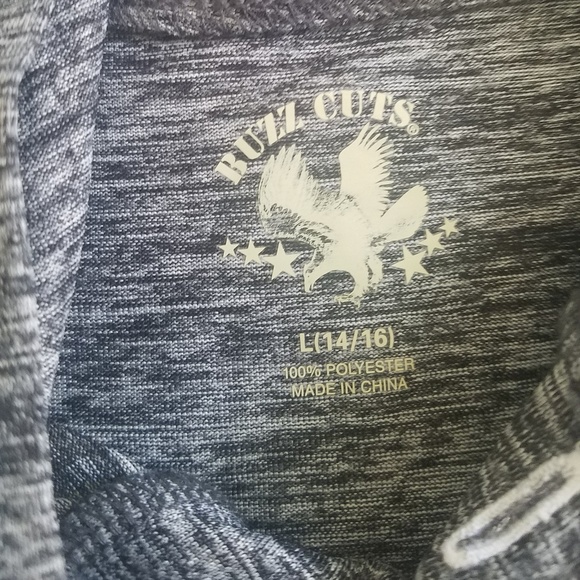 BUZZ CUTS®
L(14/16)
100% POLYESTER
MADE IN CHINA